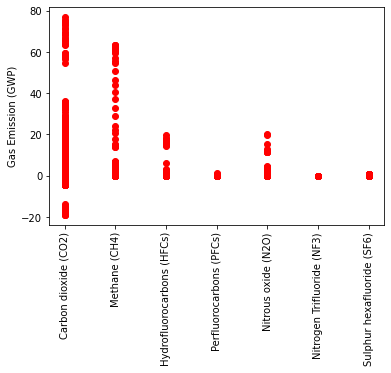 80
60
40
20
0
−20
Gas Emission (GWP)
Carbon dioxide (CO2)
Methane (CH4)
Hydrofluorocarbons (HFCs)
Perfluorocarbons (PFCs)
Nitrous oxide (N2O)
Nitrogen Trifluoride (NF3)
Sulphur hexafluoride (SF6)